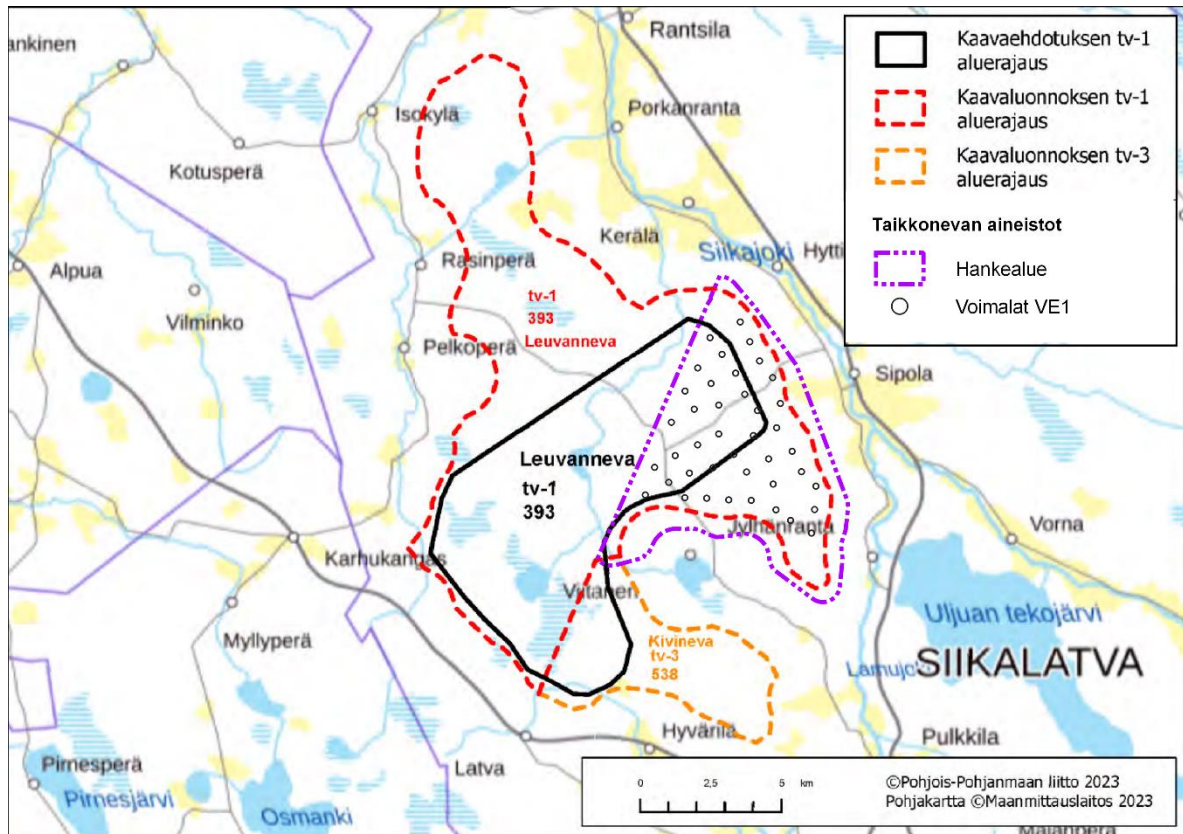 Rantsila
ankinen
Isokylä
Porkanranta
Kotusperä
Kerälä
Siikajoki
Hytti
Rasinperä
Alpua
Vilminko
tv-1
393
Leuvanneva
Pelkoperä
Sipola
Leuvanneva
tv-1
393
Jylhänranta
Vorna
Karhukangas
Viitanen
Uljuan tekojärvi
Myllyperä
Kivineva
tv-3
538
Lamujoki
SIIKALATVA
Hyvärilä
Pulkkila
Latva
Pirnesperä
Pirnesjärvi
Osmanki
Kaavaehdotuksen tv-1
aluerajaus
Kaavaluonnoksen tv-1
aluerajaus
Kaavaluonnoksen tv-3
aluerajaus
Taikkonevan aineistot
Hankealue
Voimalat VE1
0 2,5 5 km
©Pohjois-Pohjanmaan liitto 2023
Pohjakartta ©Maanmittauslaitos 2023